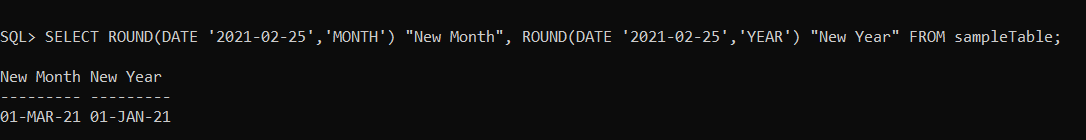 SQL> SELECT ROUND(DATE '2021-02-25','MONTH') "New Month", ROUND(DATE '2021-02-25','YEAR') "New Year" FROM sampleTable;
New Month New Year
--------- ---------
01-MAR-21 01-JAN-21